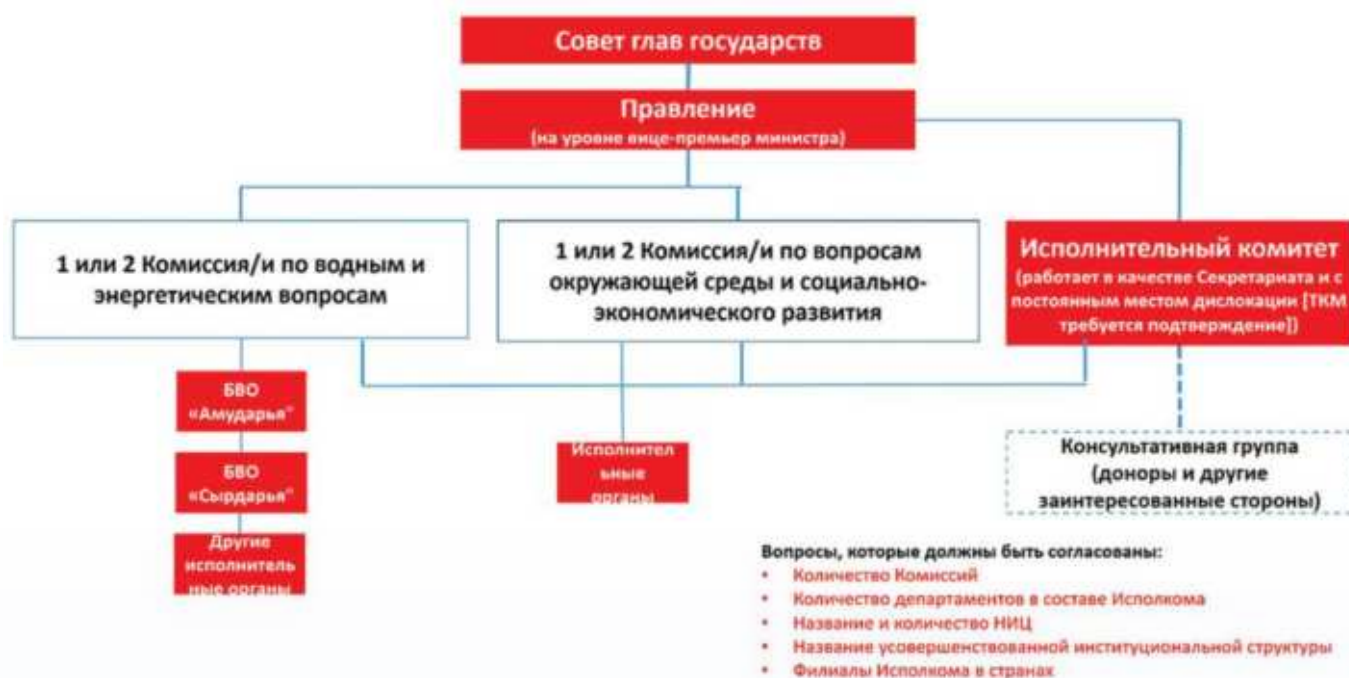 Совет глав государств
Правление
(на уровне вице-премьер министра)
1 или 2 Комиссия/и по водным и
энергетическим вопросам
1 или 2 Комиссия/и по вопросам
окружающей среды и социально-
экономического развития
Исполнительный комитет
(работает в качестве Секретариата и с
постоянным местом дислокации [ТКМ
требуется подтверждение])
БВО
«Амударья"
БВО
«Сырдарья"
Другие
исполнитель
ные органы
Исполнител
ьные
органы
Консультативная группа
(доноры и другие
заинтересованные стороны)
Вопросы, которые должны быть согласованы:
• Количество Комиссий
• Количество департаментов в составе Исполкома
• Название и количество НИЦ
• Название усовершенствованной институциональной структуры
• Филиалы Исполкома в странах